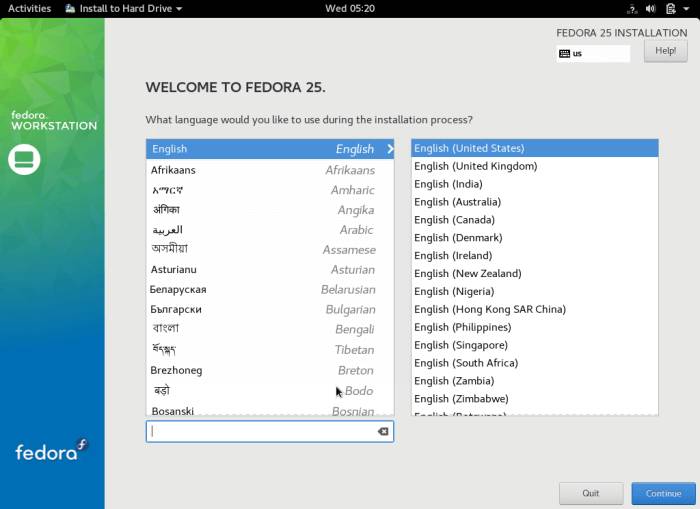 Activities Install to Hard Drive Wed 05:20
FEDORA 25 INSTALLATION
us Help!
fedora
WORKSTATION
WELCOME TO FEDORA 25.
What language would you like to use during the installation process?
English English
Afrikaans Afrikaans
አማርኛ Amharic
अंगिका Angika
العربية Arabic
অসমীয়া Assamese
Asturianu Asturian
Беларуская Belarusian
Български Bulgarian
বাংলা Bengali
བོད་སྐད་ Tibetan
Brezhoneg Breton
बड़ो Bodo
Bosanski Bosnian
English (United States)
English (United Kingdom)
English (India)
English (Australia)
English (Canada)
English (Denmark)
English (Ireland)
English (New Zealand)
English (Nigeria)
English (Hong Kong SAR China)
English (Philippines)
English (Singapore)
English (South Africa)
English (Zambia)
English (Zimbabwe)
English (Botswana)
fedora
Quit Continue